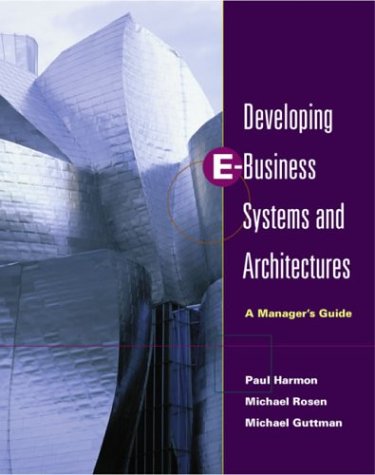 Developing
E-Business
Systems and
Architectures
A Manager's Guide
Paul Harmon
Michael Rosen
Michael Guttman